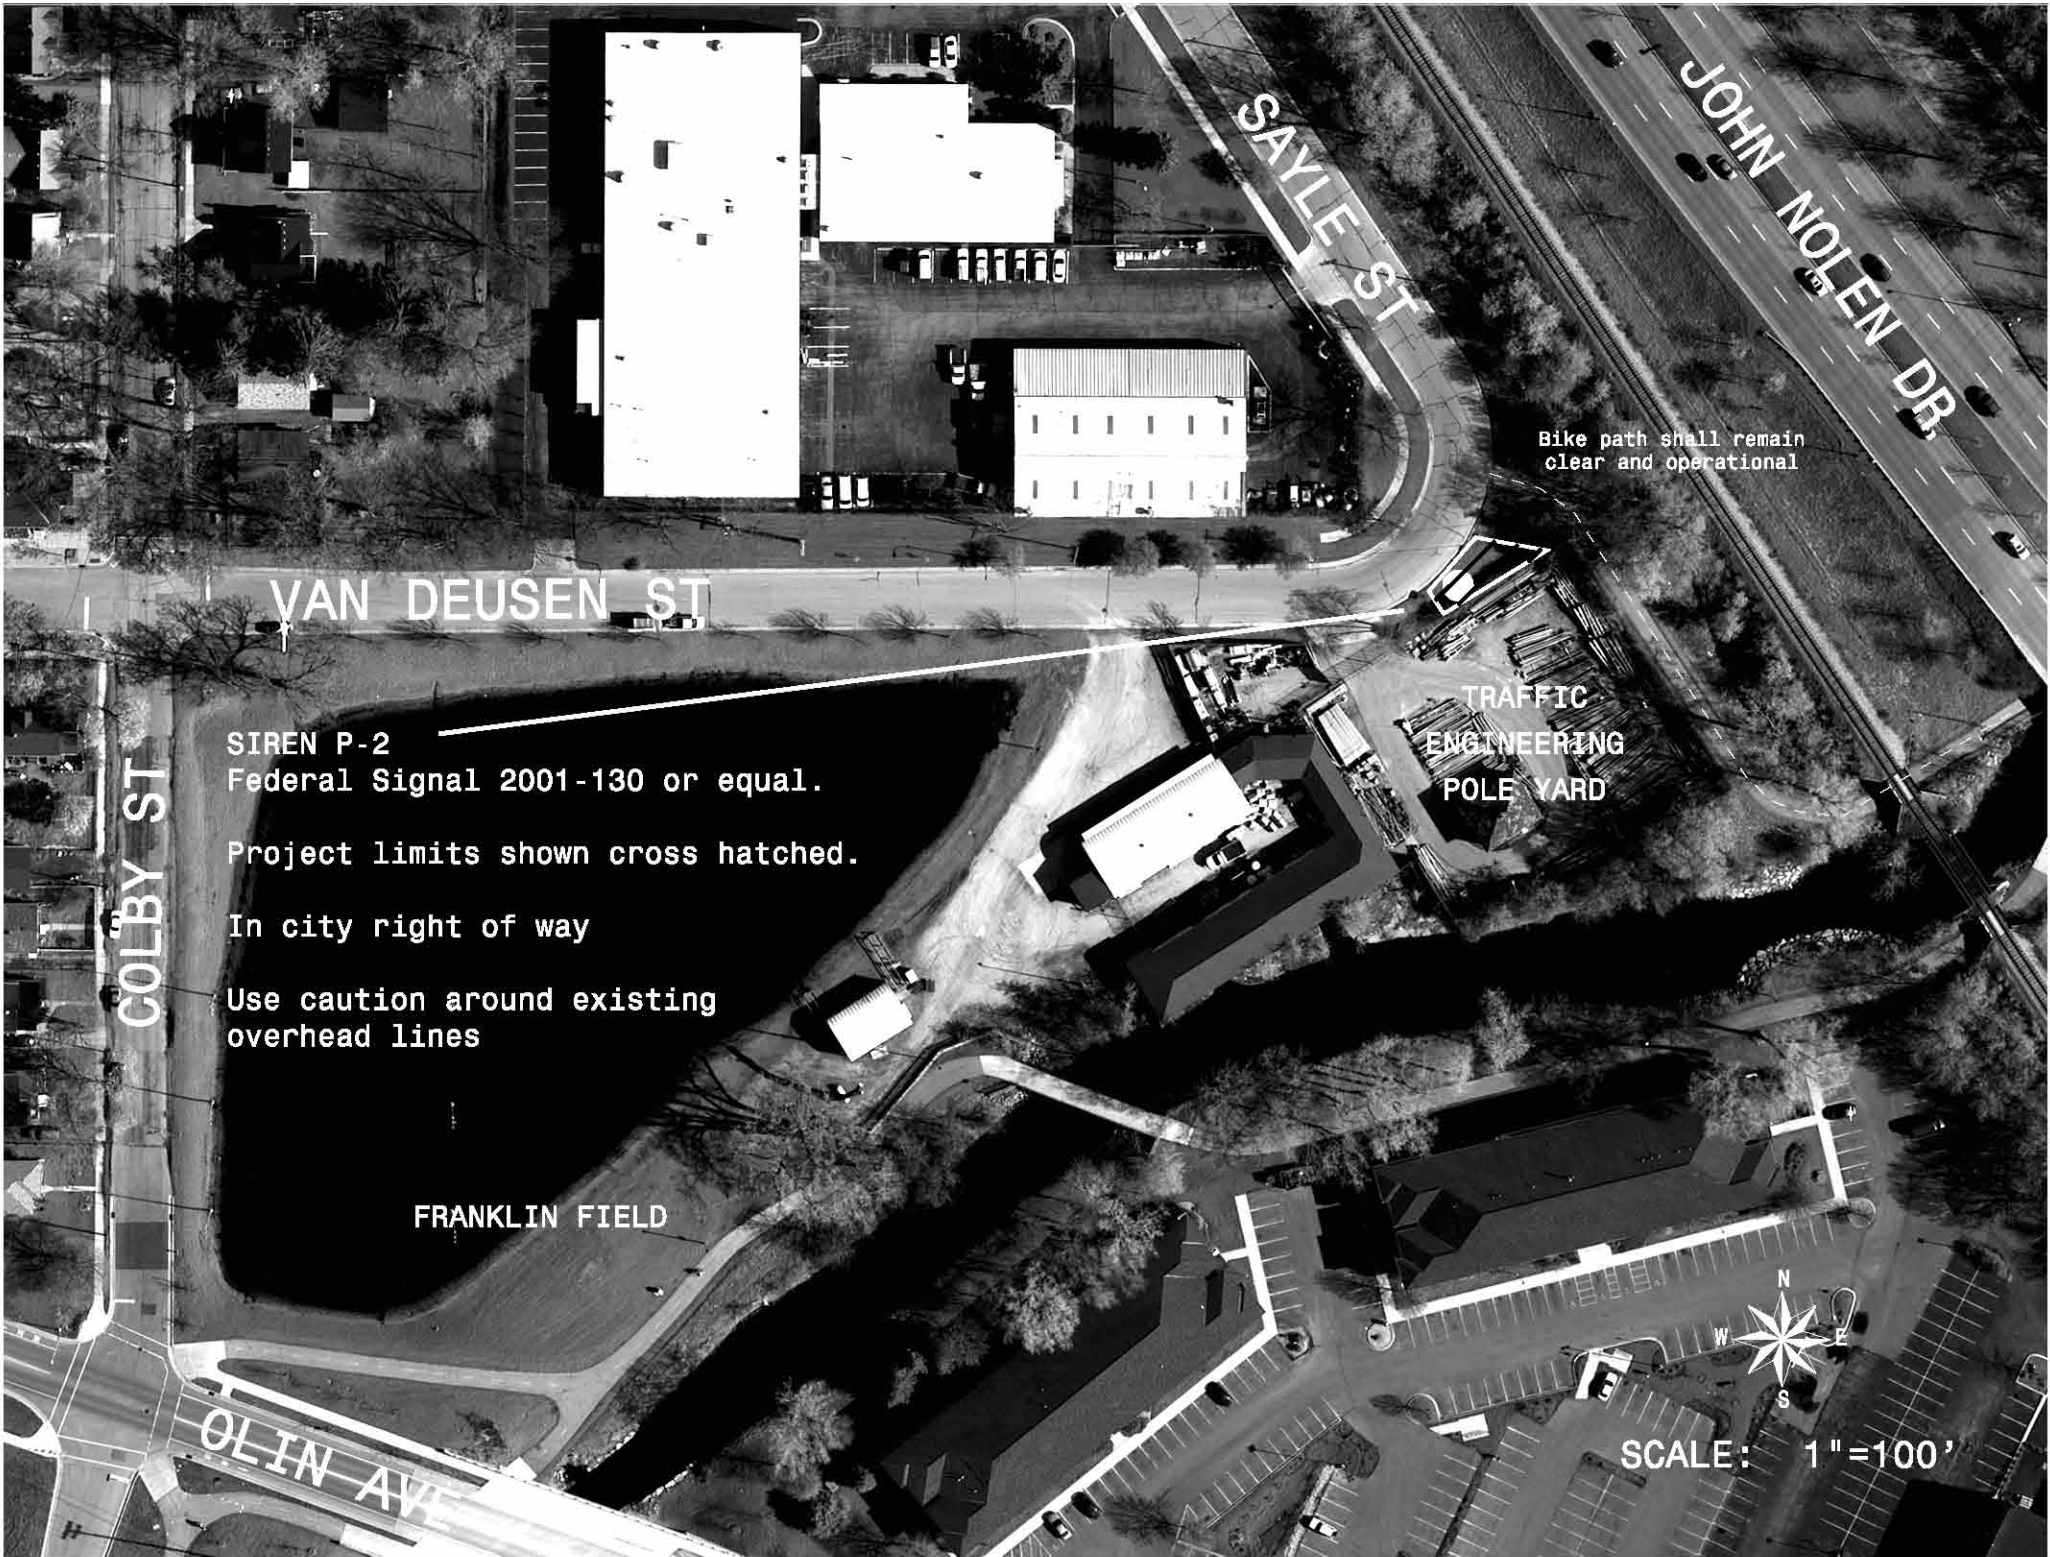 SAYLE ST
JOHN NOLEN DR
Bike path shall remain
clear and operational
VAN DEUSEN ST
TRAFFIC
ENGINEERING
POLE YARD
SIREN P-2
Federal Signal 2001-130 or equal.
Project limits shown cross hatched.
In city right of way
Use caution around existing
overhead lines
COLBY ST
FRANKLIN FIELD
N
W E
S
OLIN AVE
SCALE: 1"=100'